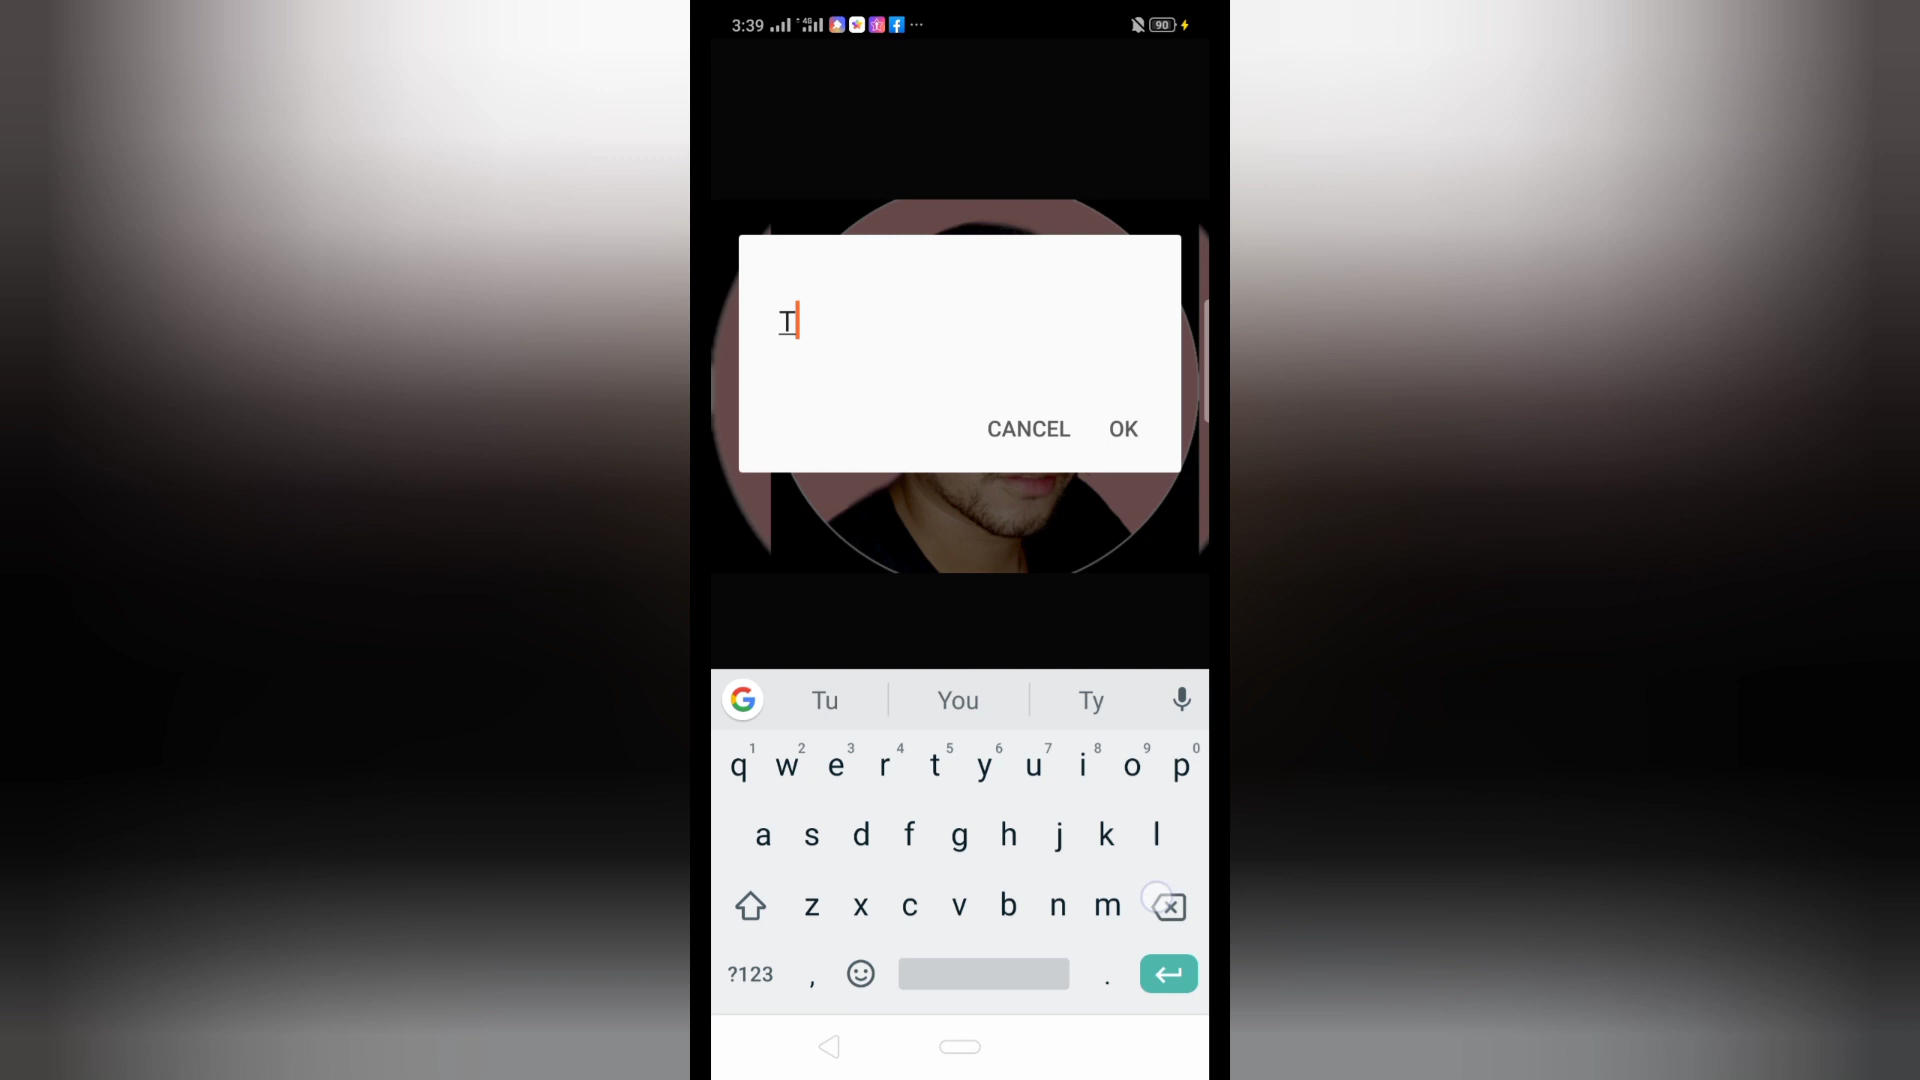 3:39 4G 90
T
CANCEL OK
Tu You Ty
1 2 3 4 5 6 7 8 9 0
q w e r t y u i o p
a s d f g h j k l
z x c v b n m
?123 , .